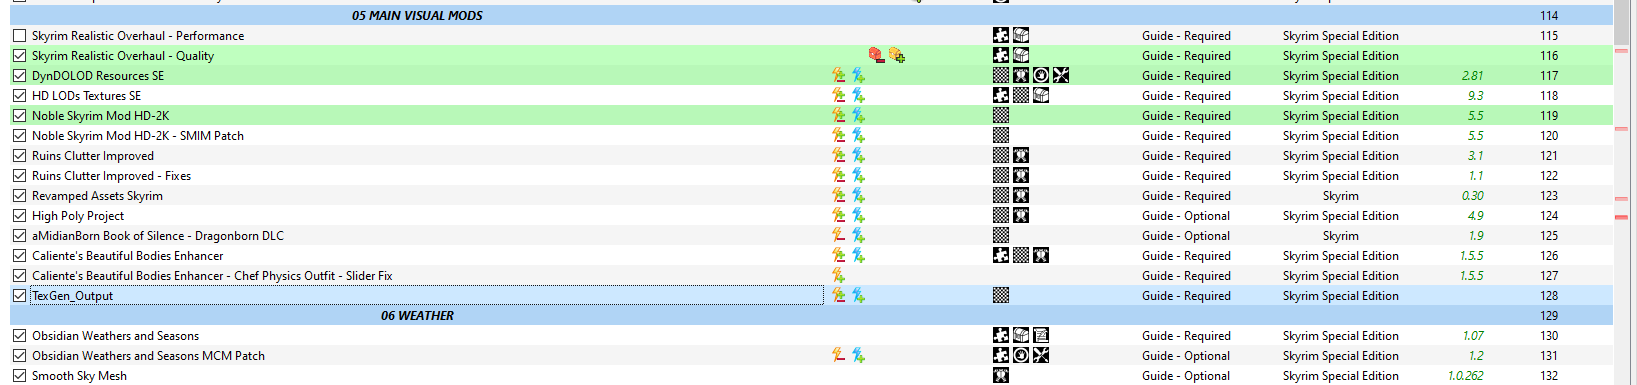 05 MAIN VISUAL MODS 114
Skyrim Realistic Overhaul - Performance Guide - Required Skyrim Special Edition 115
Skyrim Realistic Overhaul - Quality Guide - Required Skyrim Special Edition 116
DynDOLOD Resources SE Guide - Required Skyrim Special Edition 2.81 117
HD LODs Textures SE Guide - Required Skyrim Special Edition 9.3 118
Noble Skyrim Mod HD-2K Guide - Required Skyrim Special Edition 5.5 119
Noble Skyrim Mod HD-2K - SMIM Patch Guide - Required Skyrim Special Edition 5.5 120
Ruins Clutter Improved Guide - Required Skyrim Special Edition 3.1 121
Ruins Clutter Improved - Fixes Guide - Required Skyrim Special Edition 1.1 122
Revamped Assets Skyrim Guide - Required Skyrim 0.30 123
High Poly Project Guide - Optional Skyrim Special Edition 4.9 124
aMidianBorn Book of Silence - Dragonborn DLC Guide - Optional Skyrim 1.9 125
Caliente's Beautiful Bodies Enhancer Guide - Required Skyrim Special Edition 1.5.5 126
Caliente's Beautiful Bodies Enhancer - Chef Physics Outfit - Slider Fix Guide - Required Skyrim Special Edition 1.5.5 127
TexGen_Output Guide - Required Skyrim Special Edition 128
06 WEATHER 129
Obsidian Weathers and Seasons Guide - Required Skyrim Special Edition 1.07 130
Obsidian Weathers and Seasons MCM Patch Guide - Optional Skyrim Special Edition 1.2 131
Smooth Sky Mesh Guide - Optional Skyrim Special Edition 1.0.262 132